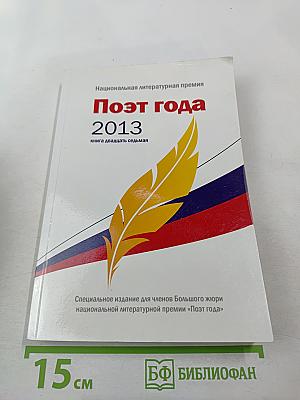 Национальная литературная премия
Поэт года
2013
книга двадцать седьмая
Специальное издание для членов Большого жюри
национальной литературной премии «Поэт года»
15 см
БФ БИБЛИОФАН